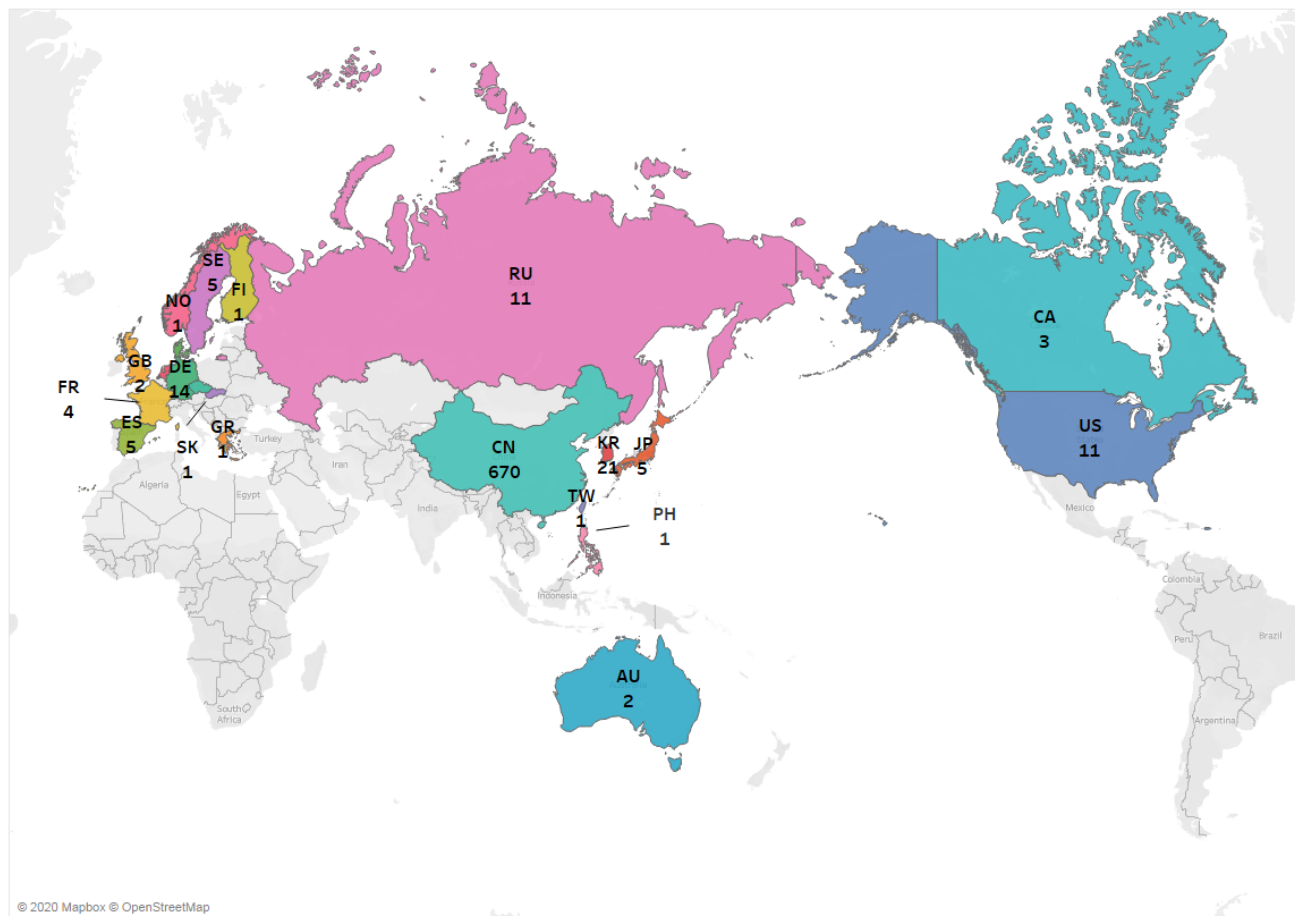 SE
5
FI
1
NO
1
RU
11
CA
3
GB
2
DE
14
FR
4
ES
5
GR
1
SK
1
Turkey
CN
670
KR
21
JP
5
US
11
Iran
Algeria
Egypt
India
TW
1
PH
1
Mexico
Indonesia
Colombia
Peru
Brazil
AU
2
South
Africa
Argentina
© 2020 Mapbox © OpenStreetMap